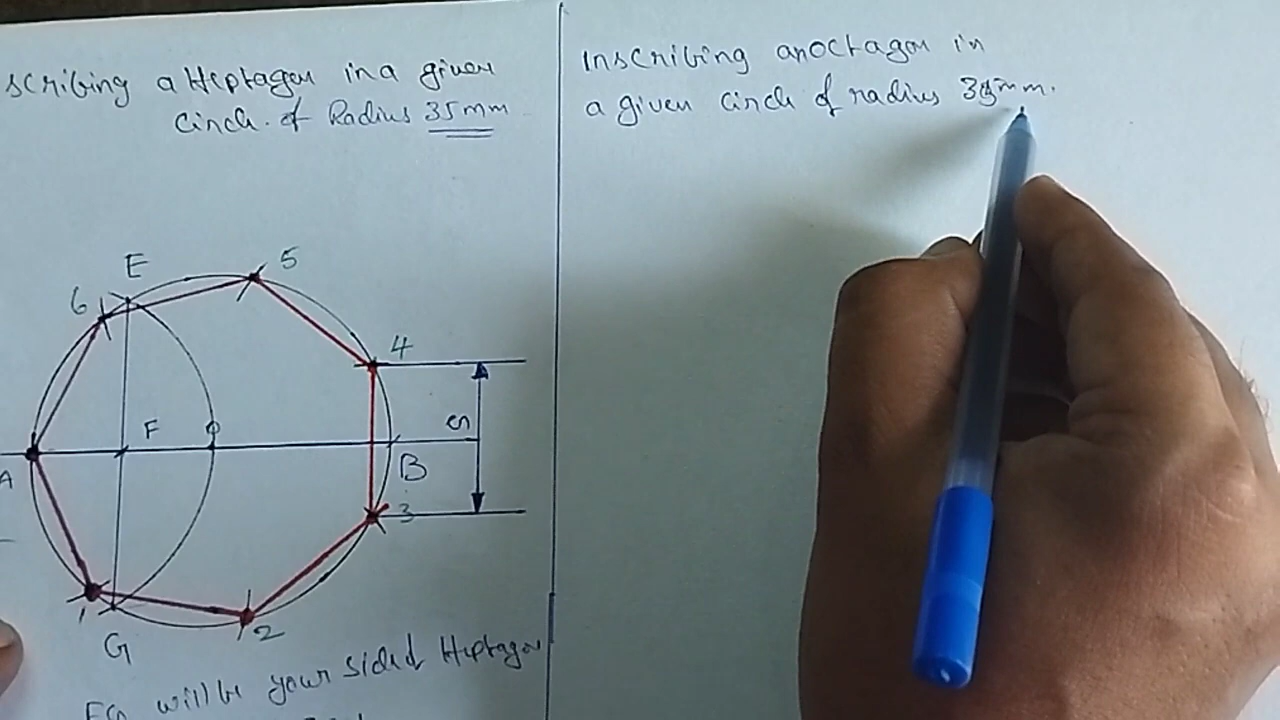 scribing a Heptagon in a given
Circle. of Radius 35mm
E
5
6
4
F
O
S
A
B
3
1
G
2
EG will be your sided Heptagon
Inscribing an Octagon in
a given Circle of radius 35mm.